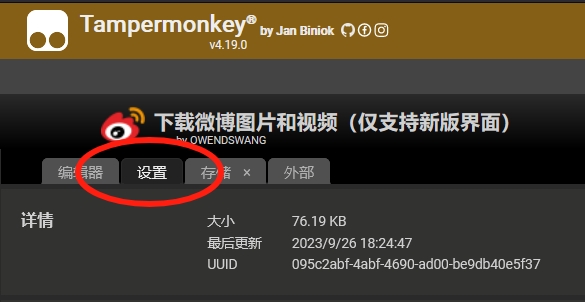 Tampermonkey® by Jan Biniok
v4.19.0
下载微博图片和视频（仅支持新版界面）
by OWENDSWANG
编辑器 设置 存储 × 外部
详情 大小 76.19 KB
最后更新 2023/9/26 18:24:47
UUID 095c2abf-4abf-4690-ad00-be9db40e5f37